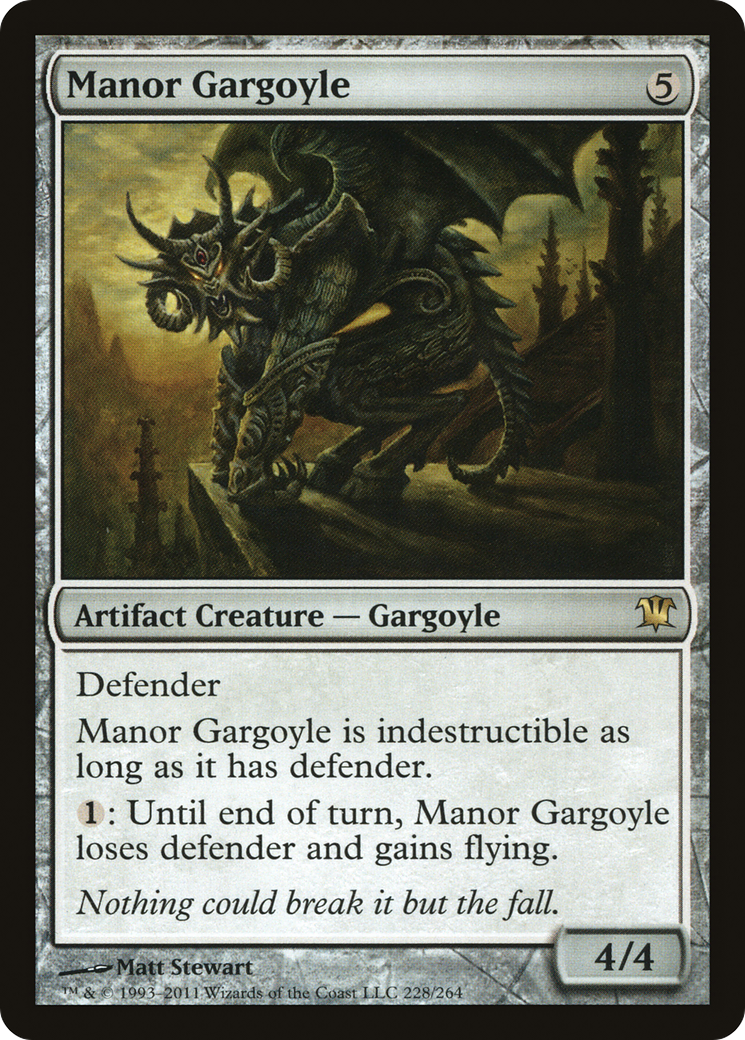 Manor Gargoyle 5
Artifact Creature — Gargoyle
Defender
Manor Gargoyle is indestructible as
long as it has defender.
1: Until end of turn, Manor Gargoyle
loses defender and gains flying.
Nothing could break it but the fall.
4/4
Matt Stewart
™ & © 1993–2011 Wizards of the Coast LLC 228/264